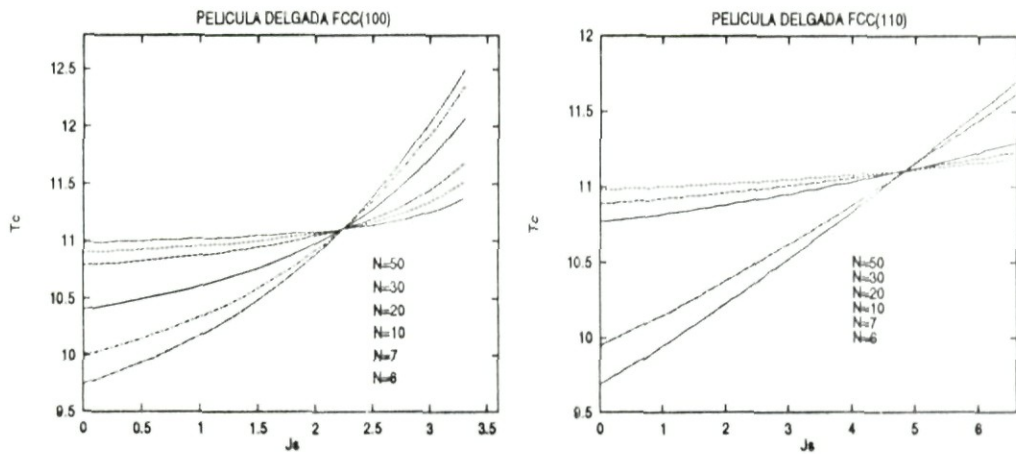 PELICULA DELGADA FCC(100)
12.5
12
11.5
11
10.5
10
9.5
Tc
N=50
N=30
N=20
N=10
N=7
N=6
0
0.5
1
1.5
2
2.5
3
3.5
Js
PELICULA DELGADA FCC(110)
12
11.5
11
10.5
10
9.5
Tc
N=50
N=30
N=20
N=10
N=7
N=6
0
1
2
3
4
5
6
Js